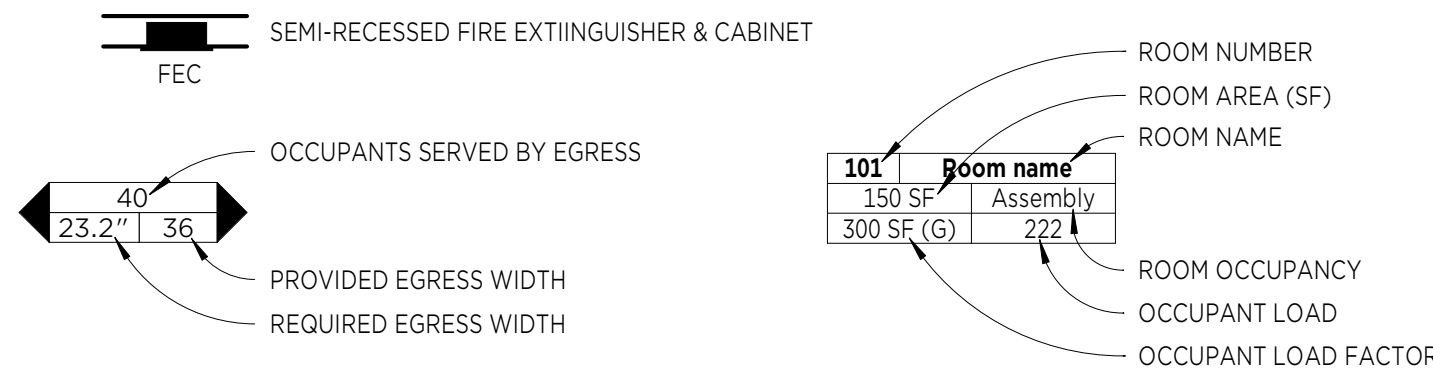 SEMI-RECESSED FIRE EXTIINGUISHER & CABINET
FEC
OCCUPANTS SERVED BY EGRESS
40
23.2" 36
PROVIDED EGRESS WIDTH
REQUIRED EGRESS WIDTH
ROOM NUMBER
ROOM AREA (SF)
ROOM NAME
101 Room name
150 SF Assembly
300 SF (G) 222
ROOM OCCUPANCY
OCCUPANT LOAD
OCCUPANT LOAD FACTOR